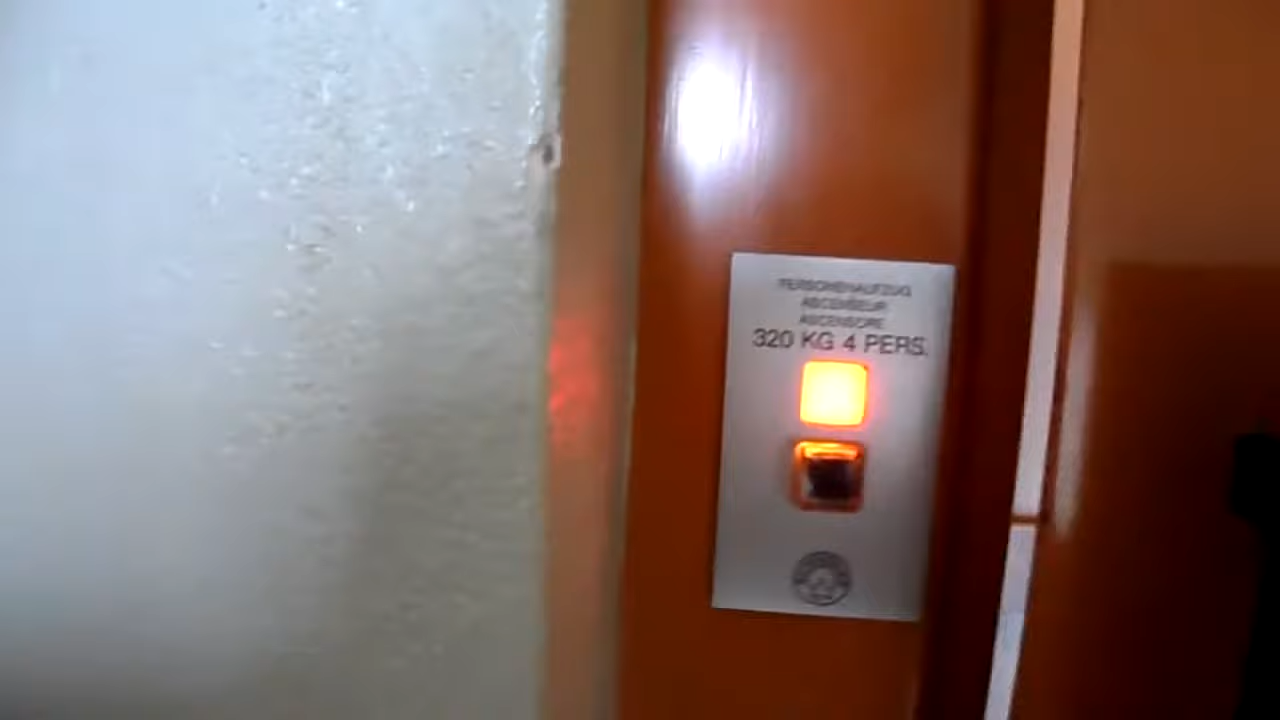 PERSONENAUFZUG
ASCENSEUR
ASCENSORE
320 KG 4 PERS.